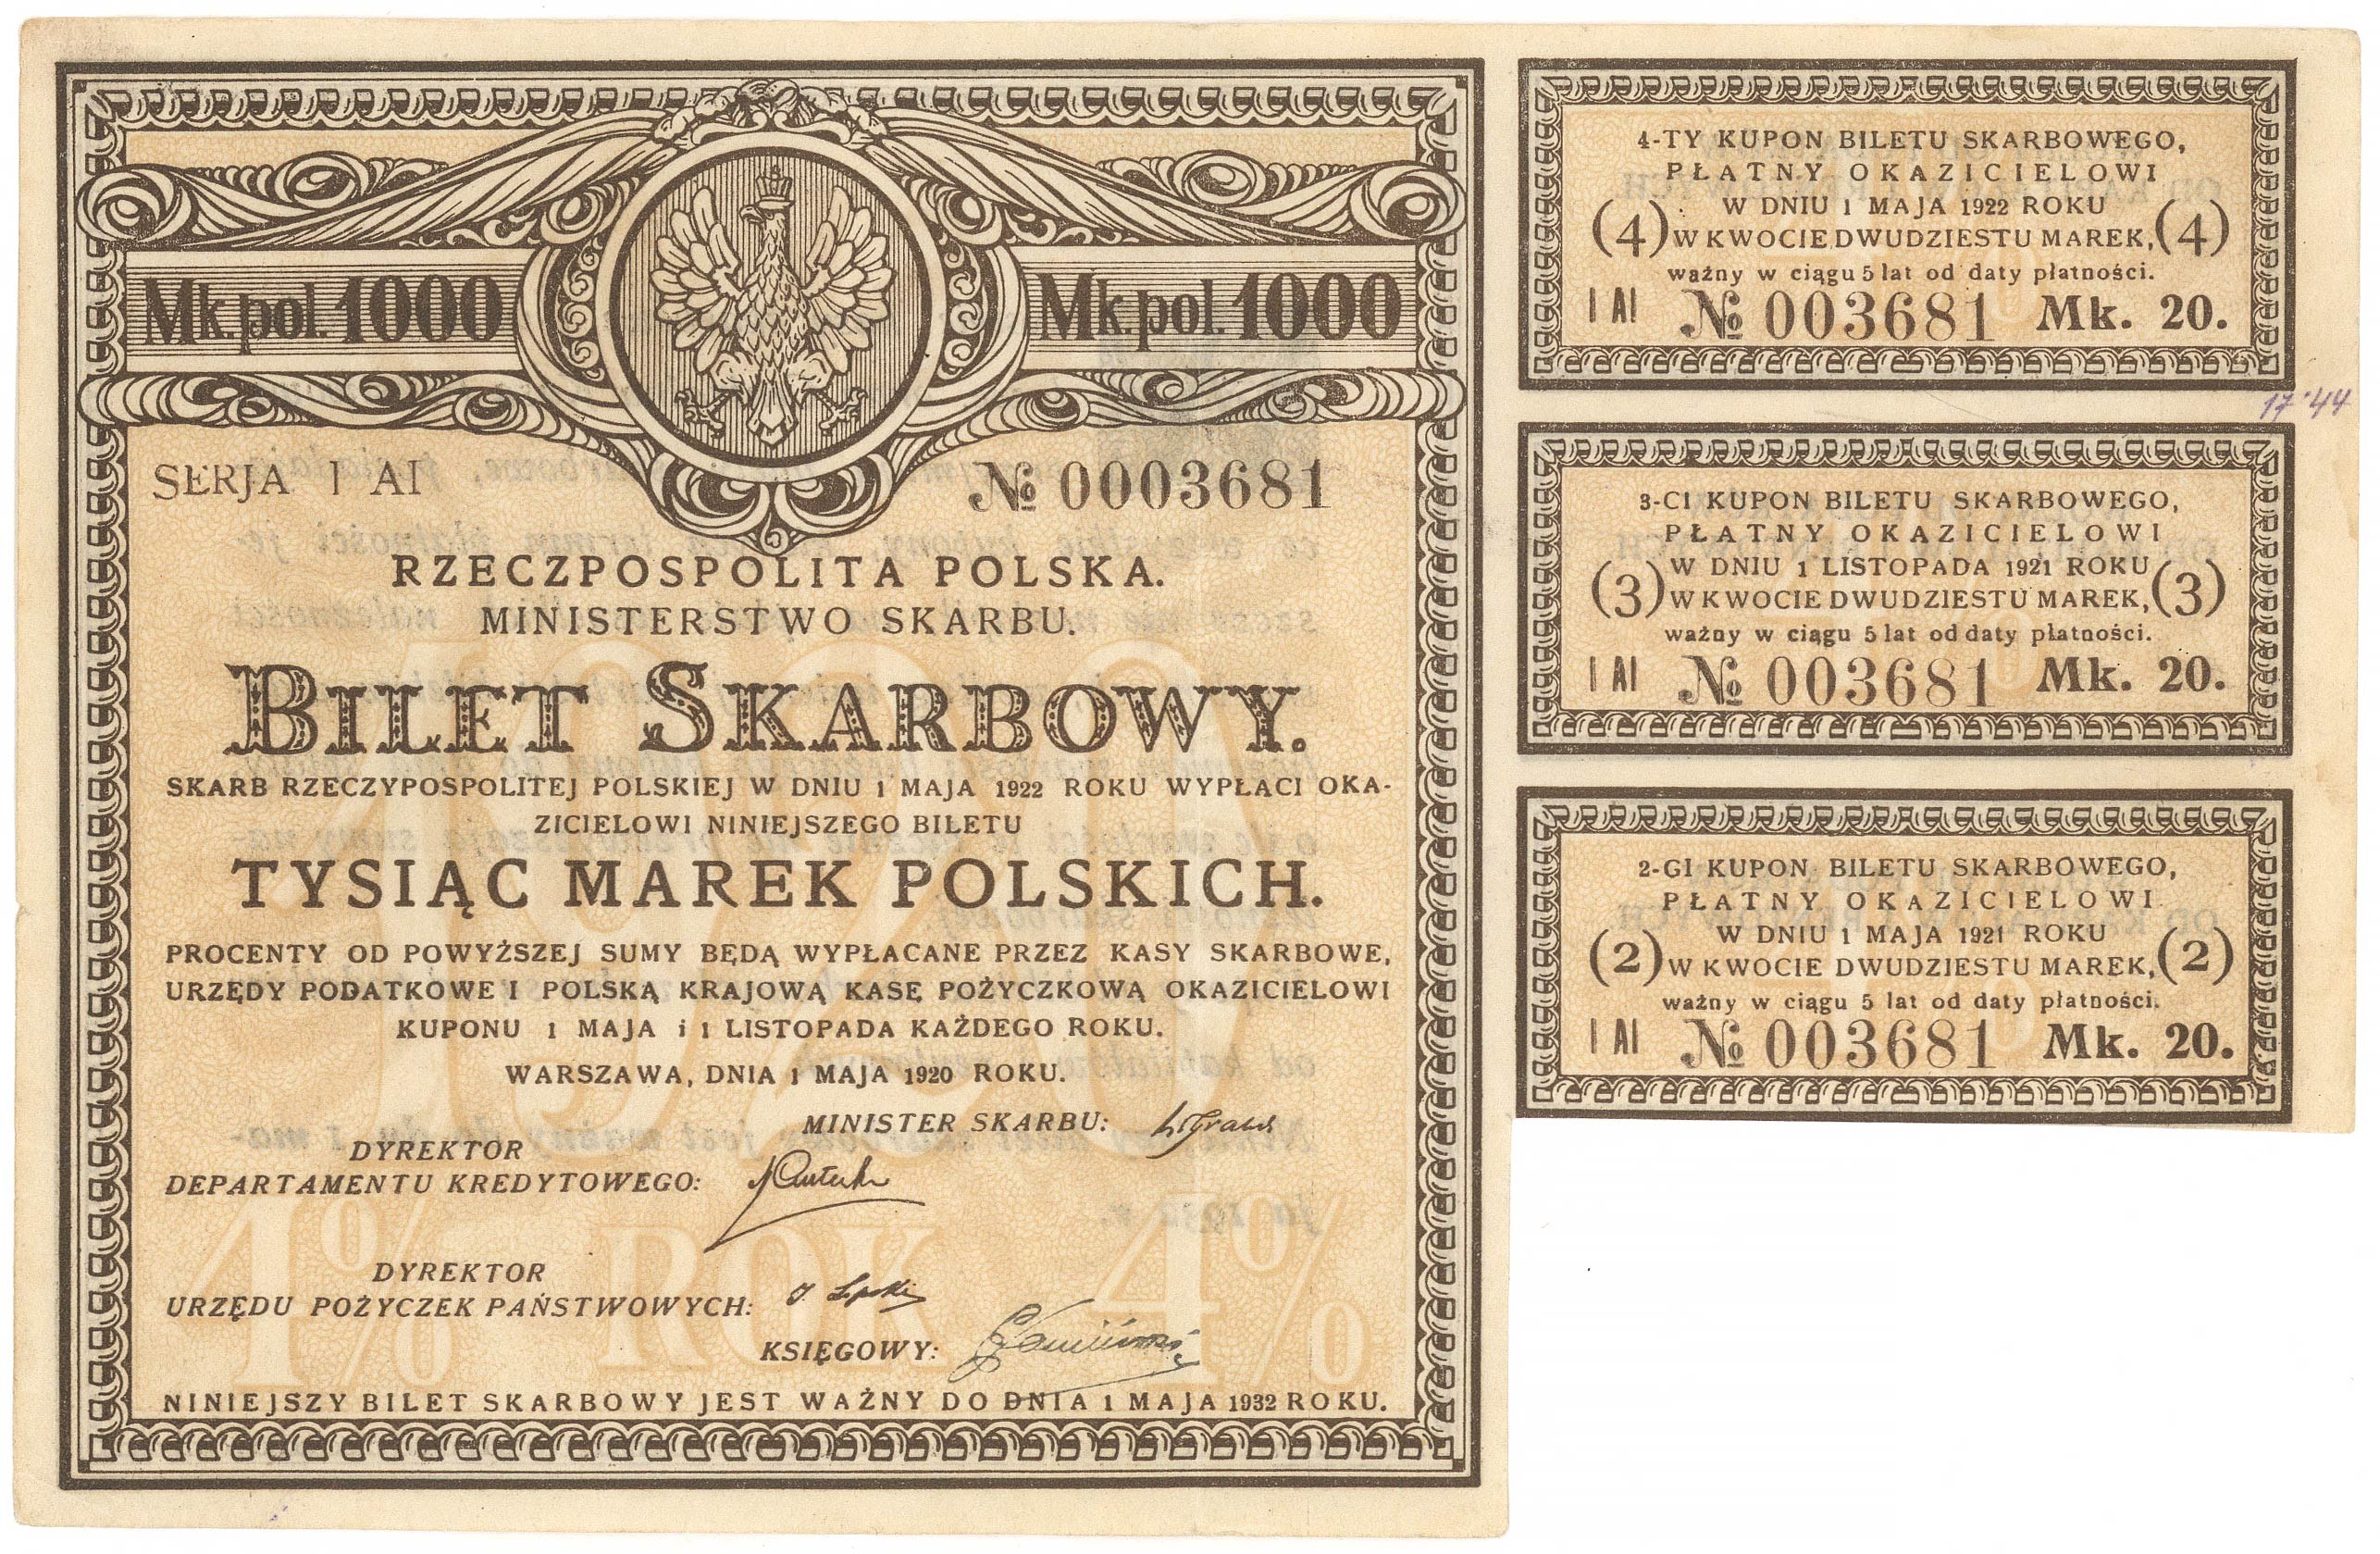 Mk. pol. 1000 Mk. pol. 1000
SERJA I AI № 0003681
RZECZPOSPOLITA POLSKA.
MINISTERSTWO SKARBU.
BILET SKARBOWY.
SKARB RZECZYPOSPOLITEJ POLSKIEJ W DNIU 1 MAJA 1922 ROKU WYPŁACI OKA-
ZICIELOWI NINIEJSZEGO BILETU
TYSIĄC MAREK POLSKICH.
PROCENTY OD POWYŻSZEJ SUMY BĘDĄ WYPŁACANE PRZEZ KASY SKARBOWE,
URZĘDY PODATKOWE I POLSKĄ KRAJOWĄ KASĘ POŻYCZKOWĄ OKAZICIELOWI
KUPONU 1 MAJA i 1 LISTOPADA KAŻDEGO ROKU.
WARSZAWA, DNIA 1 MAJA 1920 ROKU.
MINISTER SKARBU:
DYREKTOR
DEPARTAMENTU KREDYTOWEGO:
DYREKTOR
URZĘDU POŻYCZEK PAŃSTWOWYCH:
KSIĘGOWY:
1920
4% ROK 4%
NINIEJSZY BILET SKARBOWY JEST WAŻNY DO DNIA 1 MAJA 1932 ROKU.
4-TY KUPON BILETU SKARBOWEGO,
PŁATNY OKAZICIELOWI
W DNIU 1 MAJA 1922 ROKU
(4) W KWOCIE DWUDZIESTU MAREK, (4)
ważny w ciągu 5 lat od daty płatności.
I AI № 003681 Mk. 20.
17·44
3-CI KUPON BILETU SKARBOWEGO,
PŁATNY OKAZICIELOWI
W DNIU 1 LISTOPADA 1921 ROKU
(3) W KWOCIE DWUDZIESTU MAREK, (3)
ważny w ciągu 5 lat od daty płatności.
I AI № 003681 Mk. 20.
2-GI KUPON BILETU SKARBOWEGO,
PŁATNY OKAZICIELOWI
W DNIU 1 MAJA 1921 ROKU
(2) W KWOCIE DWUDZIESTU MAREK, (2)
ważny w ciągu 5 lat od daty płatności.
I AI № 003681 Mk. 20.